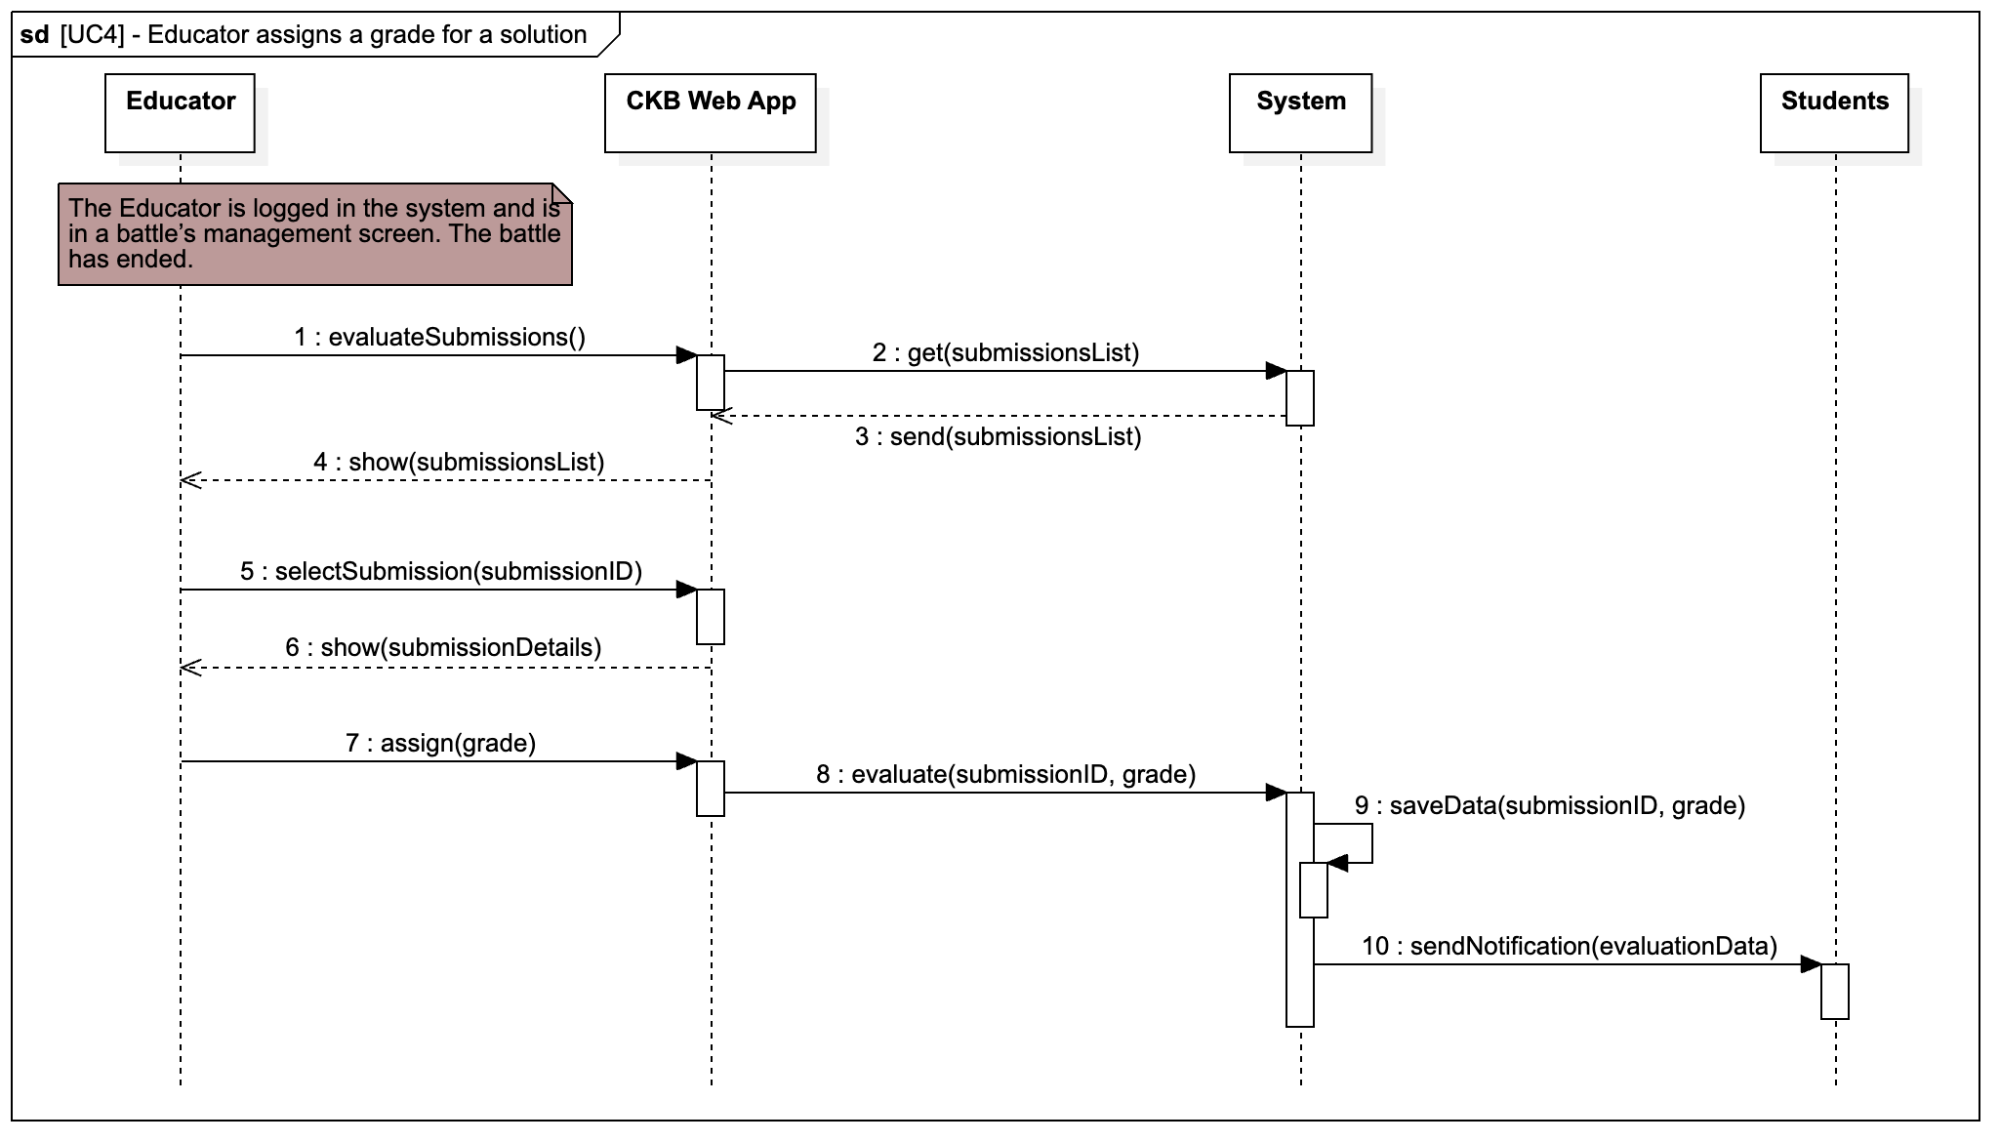 sd [UC4] - Educator assigns a grade for a solution
Educator
CKB Web App
System
Students
The Educator is logged in the system and is
in a battle’s management screen. The battle
has ended.
1 : evaluateSubmissions()
2 : get(submissionsList)
3 : send(submissionsList)
4 : show(submissionsList)
5 : selectSubmission(submissionID)
6 : show(submissionDetails)
7 : assign(grade)
8 : evaluate(submissionID, grade)
9 : saveData(submissionID, grade)
10 : sendNotification(evaluationData)